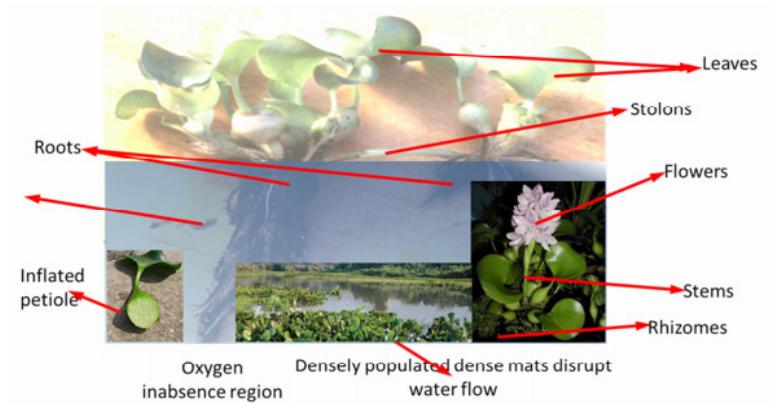 Leaves
Stolons
Roots
Flowers
Inflated
petiole
Stems
Rhizomes
Oxygen
inabsence region
Densely populated dense mats disrupt
water flow